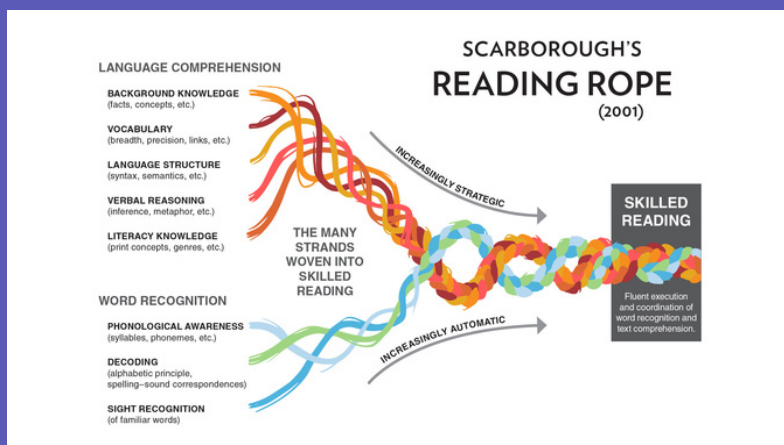 SCARBOROUGH'S
READING ROPE
(2001)
LANGUAGE COMPREHENSION
BACKGROUND KNOWLEDGE
(facts, concepts, etc.)
VOCABULARY
(breadth, precision, links, etc.)
LANGUAGE STRUCTURE
(syntax, semantics, etc.)
VERBAL REASONING
(inference, metaphor, etc.)
LITERACY KNOWLEDGE
(print concepts, genres, etc.)
THE MANY
STRANDS
WOVEN INTO
SKILLED
READING
WORD RECOGNITION
PHONOLOGICAL AWARENESS
(syllables, phonemes, etc.)
DECODING
(alphabetic principle,
spelling–sound correspondences)
SIGHT RECOGNITION
(of familiar words)
INCREASINGLY STRATEGIC
INCREASINGLY AUTOMATIC
SKILLED
READING
Fluent execution
and coordination of
word recognition and
text comprehension.